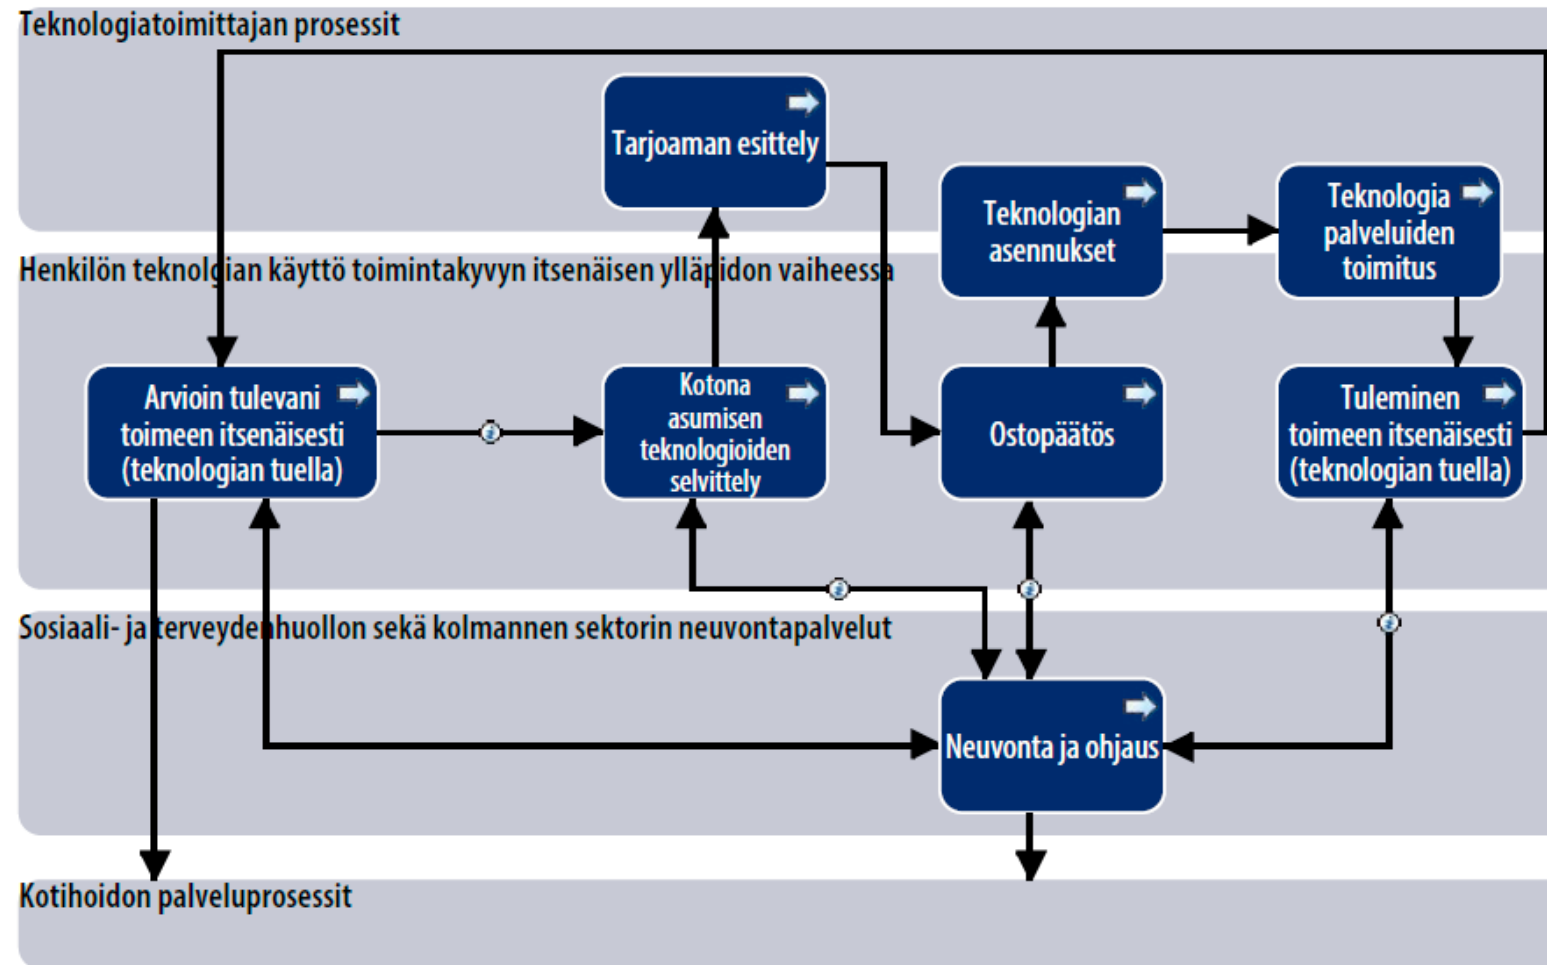 Teknologiatoimittajan prosessit
Tarjoaman esittely
Teknologian
asennukset
Teknologia
palveluiden
toimitus
Henkilön teknolgian käyttö toimintakyvyn itsenäisen ylläpidon vaiheessa
Arvioin tulevani
toimeen itsenäisesti
(teknologian tuella)
Kotona
asumisen
teknologioiden
selvittely
Ostopäätös
Tuleminen
toimeen itsenäisesti
(teknologian tuella)
Sosiaali- ja terveydenhuollon sekä kolmannen sektorin neuvontapalvelut
Neuvonta ja ohjaus
Kotihoidon palveluprosessit